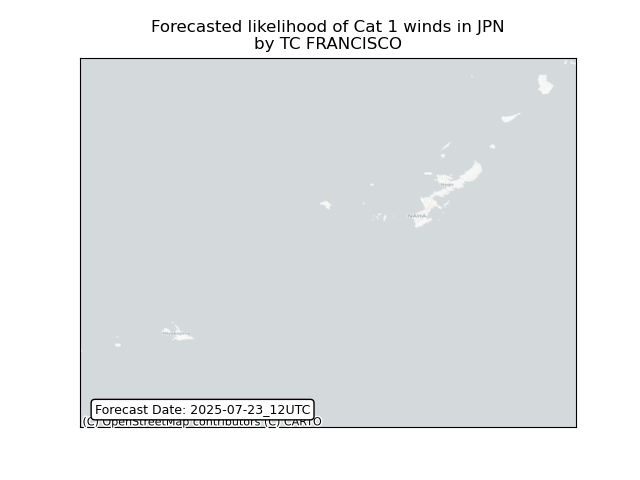 Forecasted likelihood of Cat 1 winds in JPN
by TC FRANCISCO
NAHA
Forecast Date: 2025-07-23_12UTC
(C) OpenStreetMap contributors (C) CARTO